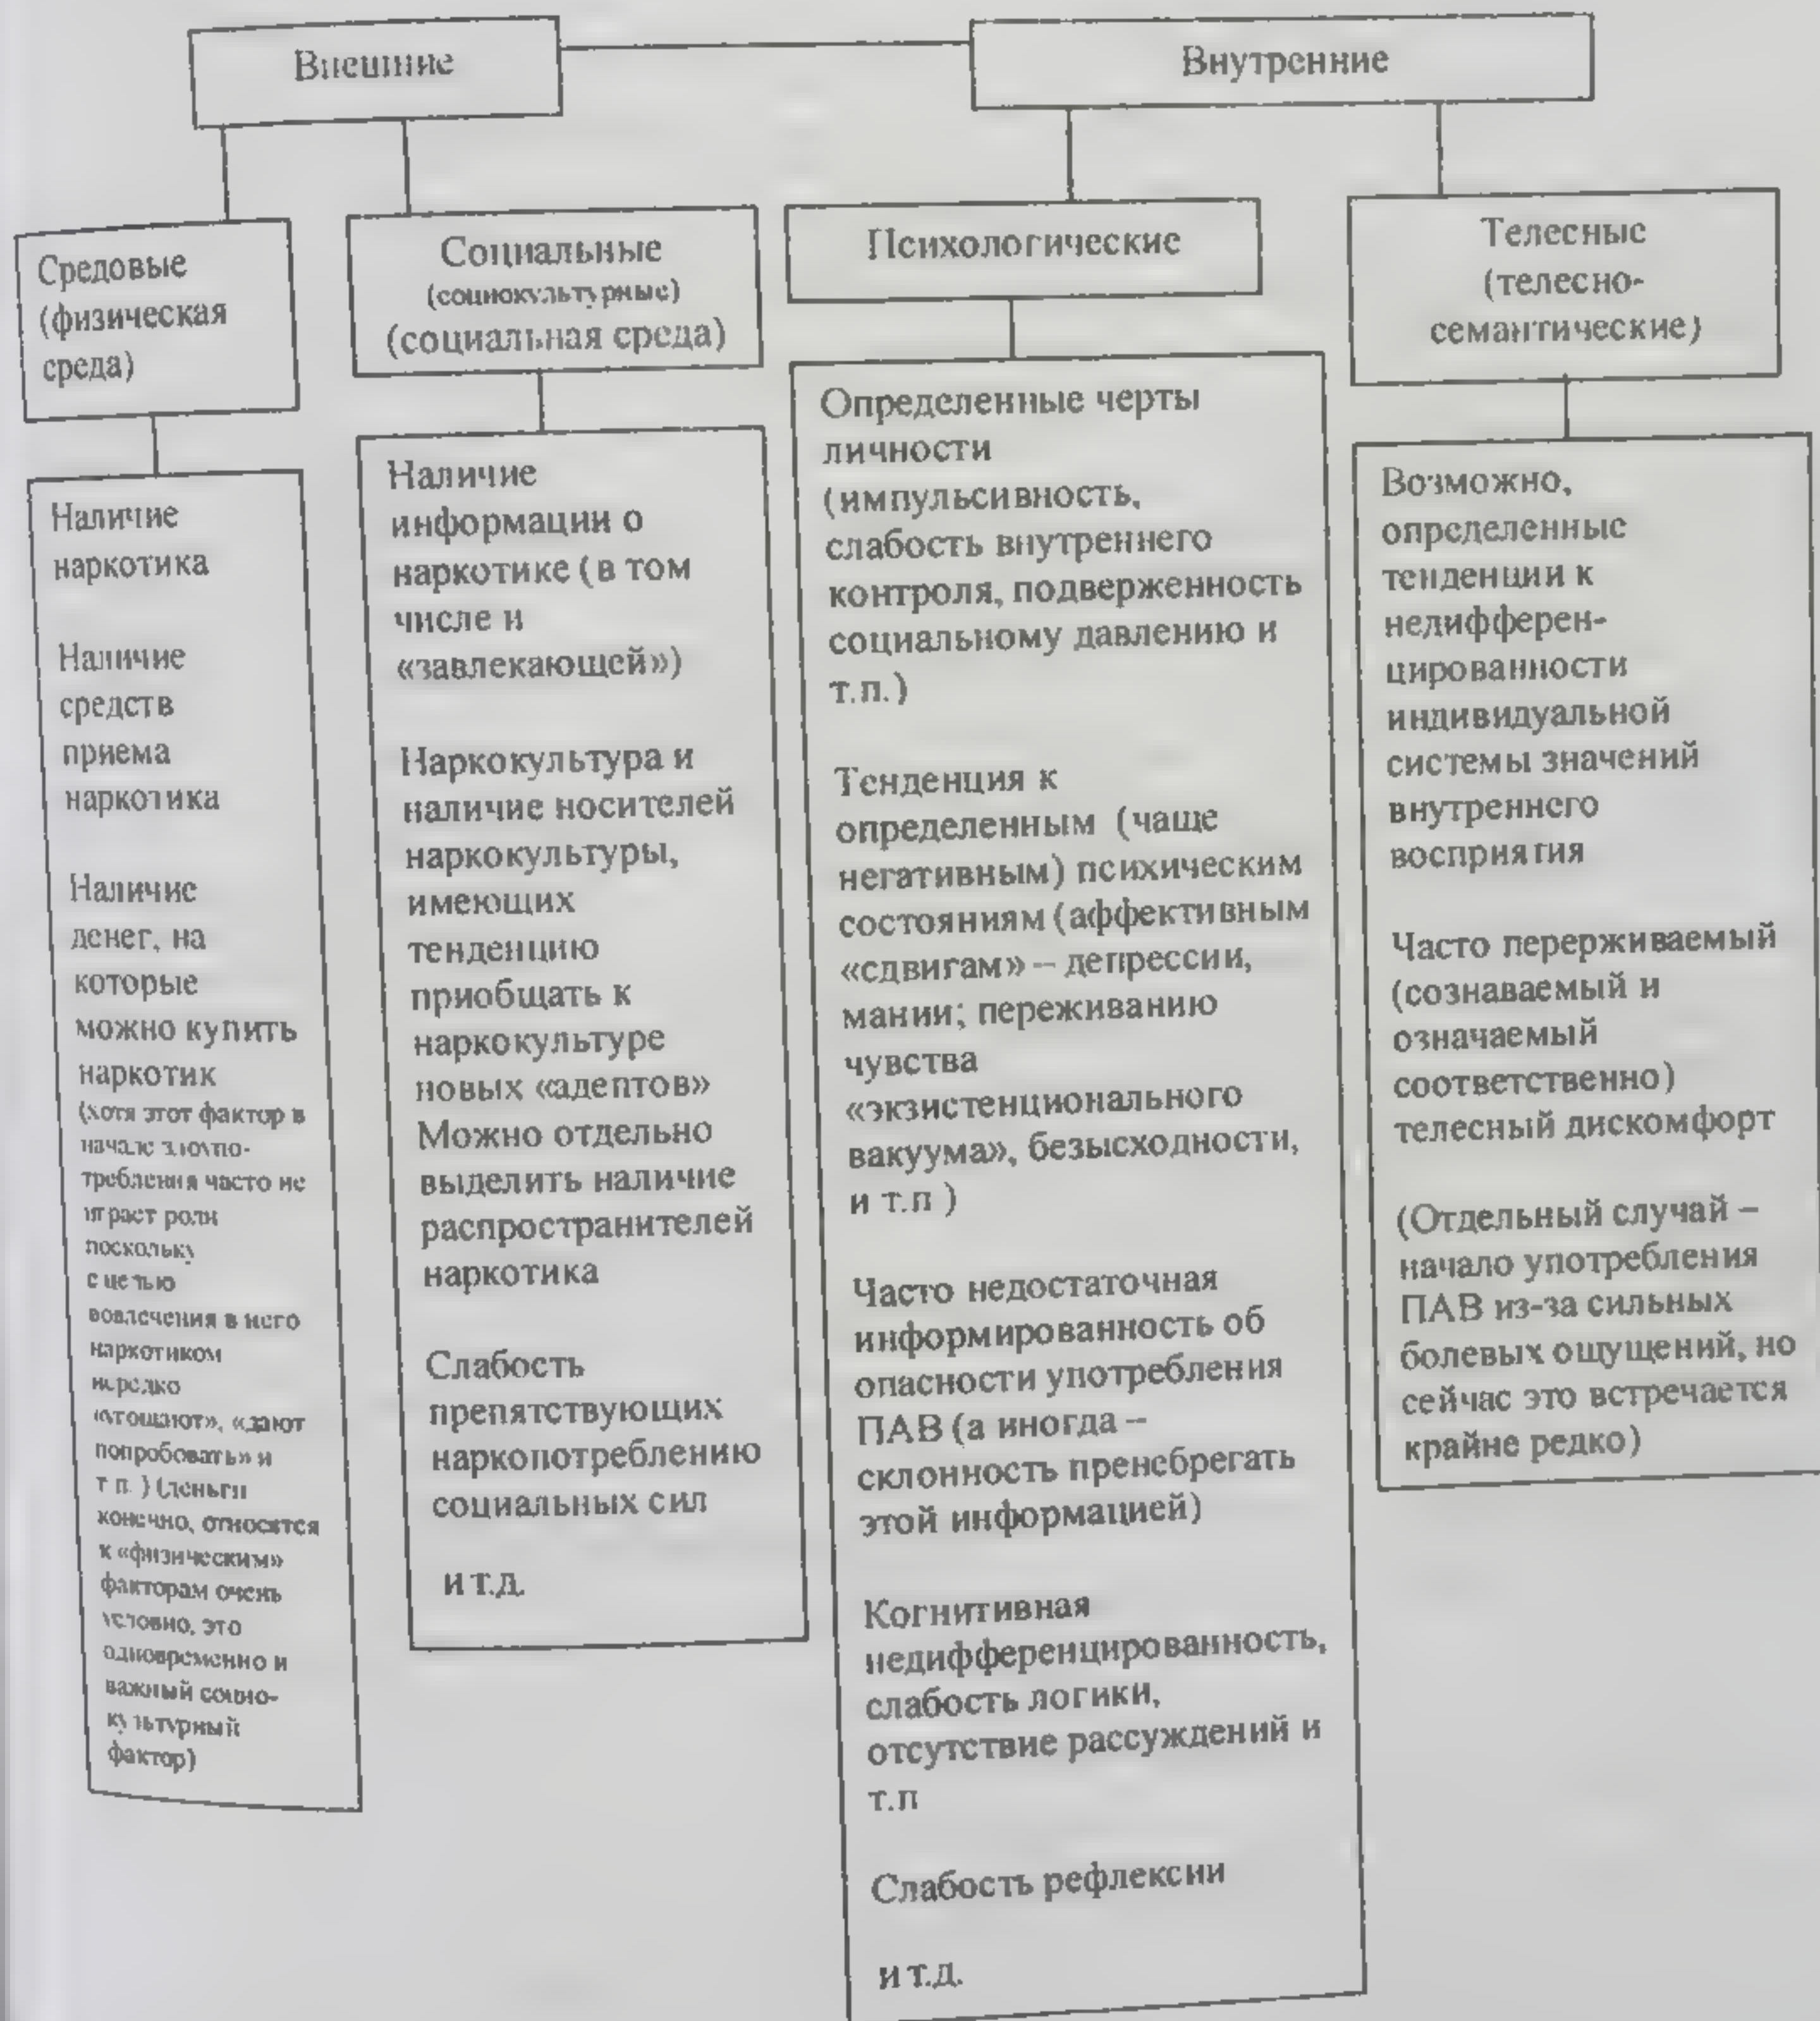 Внешние
Внутренние
Средовые
(физическая
среда)
Социальные
(социокультурные)
(социальная среда)
Психологические
Телесные
(телесно-
семантические)
Наличие
наркотика
Наличие
средств
приема
наркотика
Наличие
денег, на
которые
можно купить
наркотик
(хотя этот фактор в
начале злоупо-
требления часто не
играет роли
поскольку
с целью
вовлечения в него
наркотиком
нередко
«угощают», «дают
попробовать» и
т п. ) (деньги
конечно, относятся
к «физическим»
факторам очень
условно, это
одновременно и
важный социо-
культурный
фактор)
Наличие
информации о
наркотике (в том
числе и
«завлекающей»)
Наркокультура и
наличие носителей
наркокультуры,
имеющих
тенденцию
приобщать к
наркокультуре
новых «адептов»
Можно отдельно
выделить наличие
распространителей
наркотика
Слабость
препятствующих
наркопотреблению
социальных сил
и т.д.
Определенные черты
личности
(импульсивность,
слабость внутреннего
контроля, подверженность
социальному давлению и
т.п.)
Тенденция к
определенным (чаще
негативным) психическим
состояниям (аффективным
«сдвигам» – депрессии,
мании; переживанию
чувства
«экзистенционального
вакуума», безысходности,
и т.п )
Часто недостаточная
информированность об
опасности употребления
ПАВ (а иногда –
склонность пренебрегать
этой информацией)
Когнитивная
недифференцированность,
слабость логики,
отсутствие рассуждений и
т.п
Слабость рефлексии
и т.д.
Возможно,
определенные
тенденции к
недифферен-
цированности
индивидуальной
системы значений
внутреннего
восприятия
Часто перерживаемый
(сознаваемый и
означаемый
соответственно)
телесный дискомфорт
(Отдельный случай –
начало употребления
ПАВ из-за сильных
болевых ощущений, но
сейчас это встречается
крайне редко)